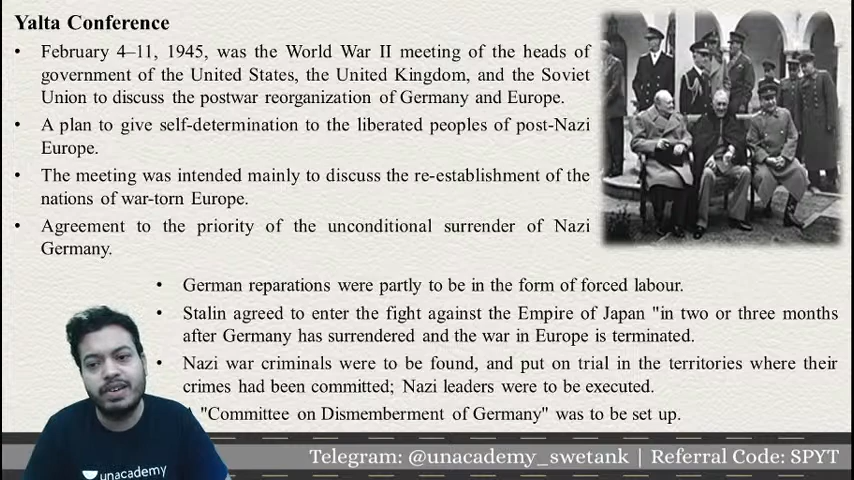 Yalta Conference
• February 4–11, 1945, was the World War II meeting of the heads of
government of the United States, the United Kingdom, and the Soviet
Union to discuss the postwar reorganization of Germany and Europe.
• A plan to give self-determination to the liberated peoples of post-Nazi
Europe.
• The meeting was intended mainly to discuss the re-establishment of the
nations of war-torn Europe.
• Agreement to the priority of the unconditional surrender of Nazi
Germany.
• German reparations were partly to be in the form of forced labour.
• Stalin agreed to enter the fight against the Empire of Japan "in two or three months
after Germany has surrendered and the war in Europe is terminated.
• Nazi war criminals were to be found, and put on trial in the territories where their
crimes had been committed; Nazi leaders were to be executed.
"Committee on Dismemberment of Germany" was to be set up.
unacademy
Telegram: @unacademy_swetank | Referral Code: SPYT